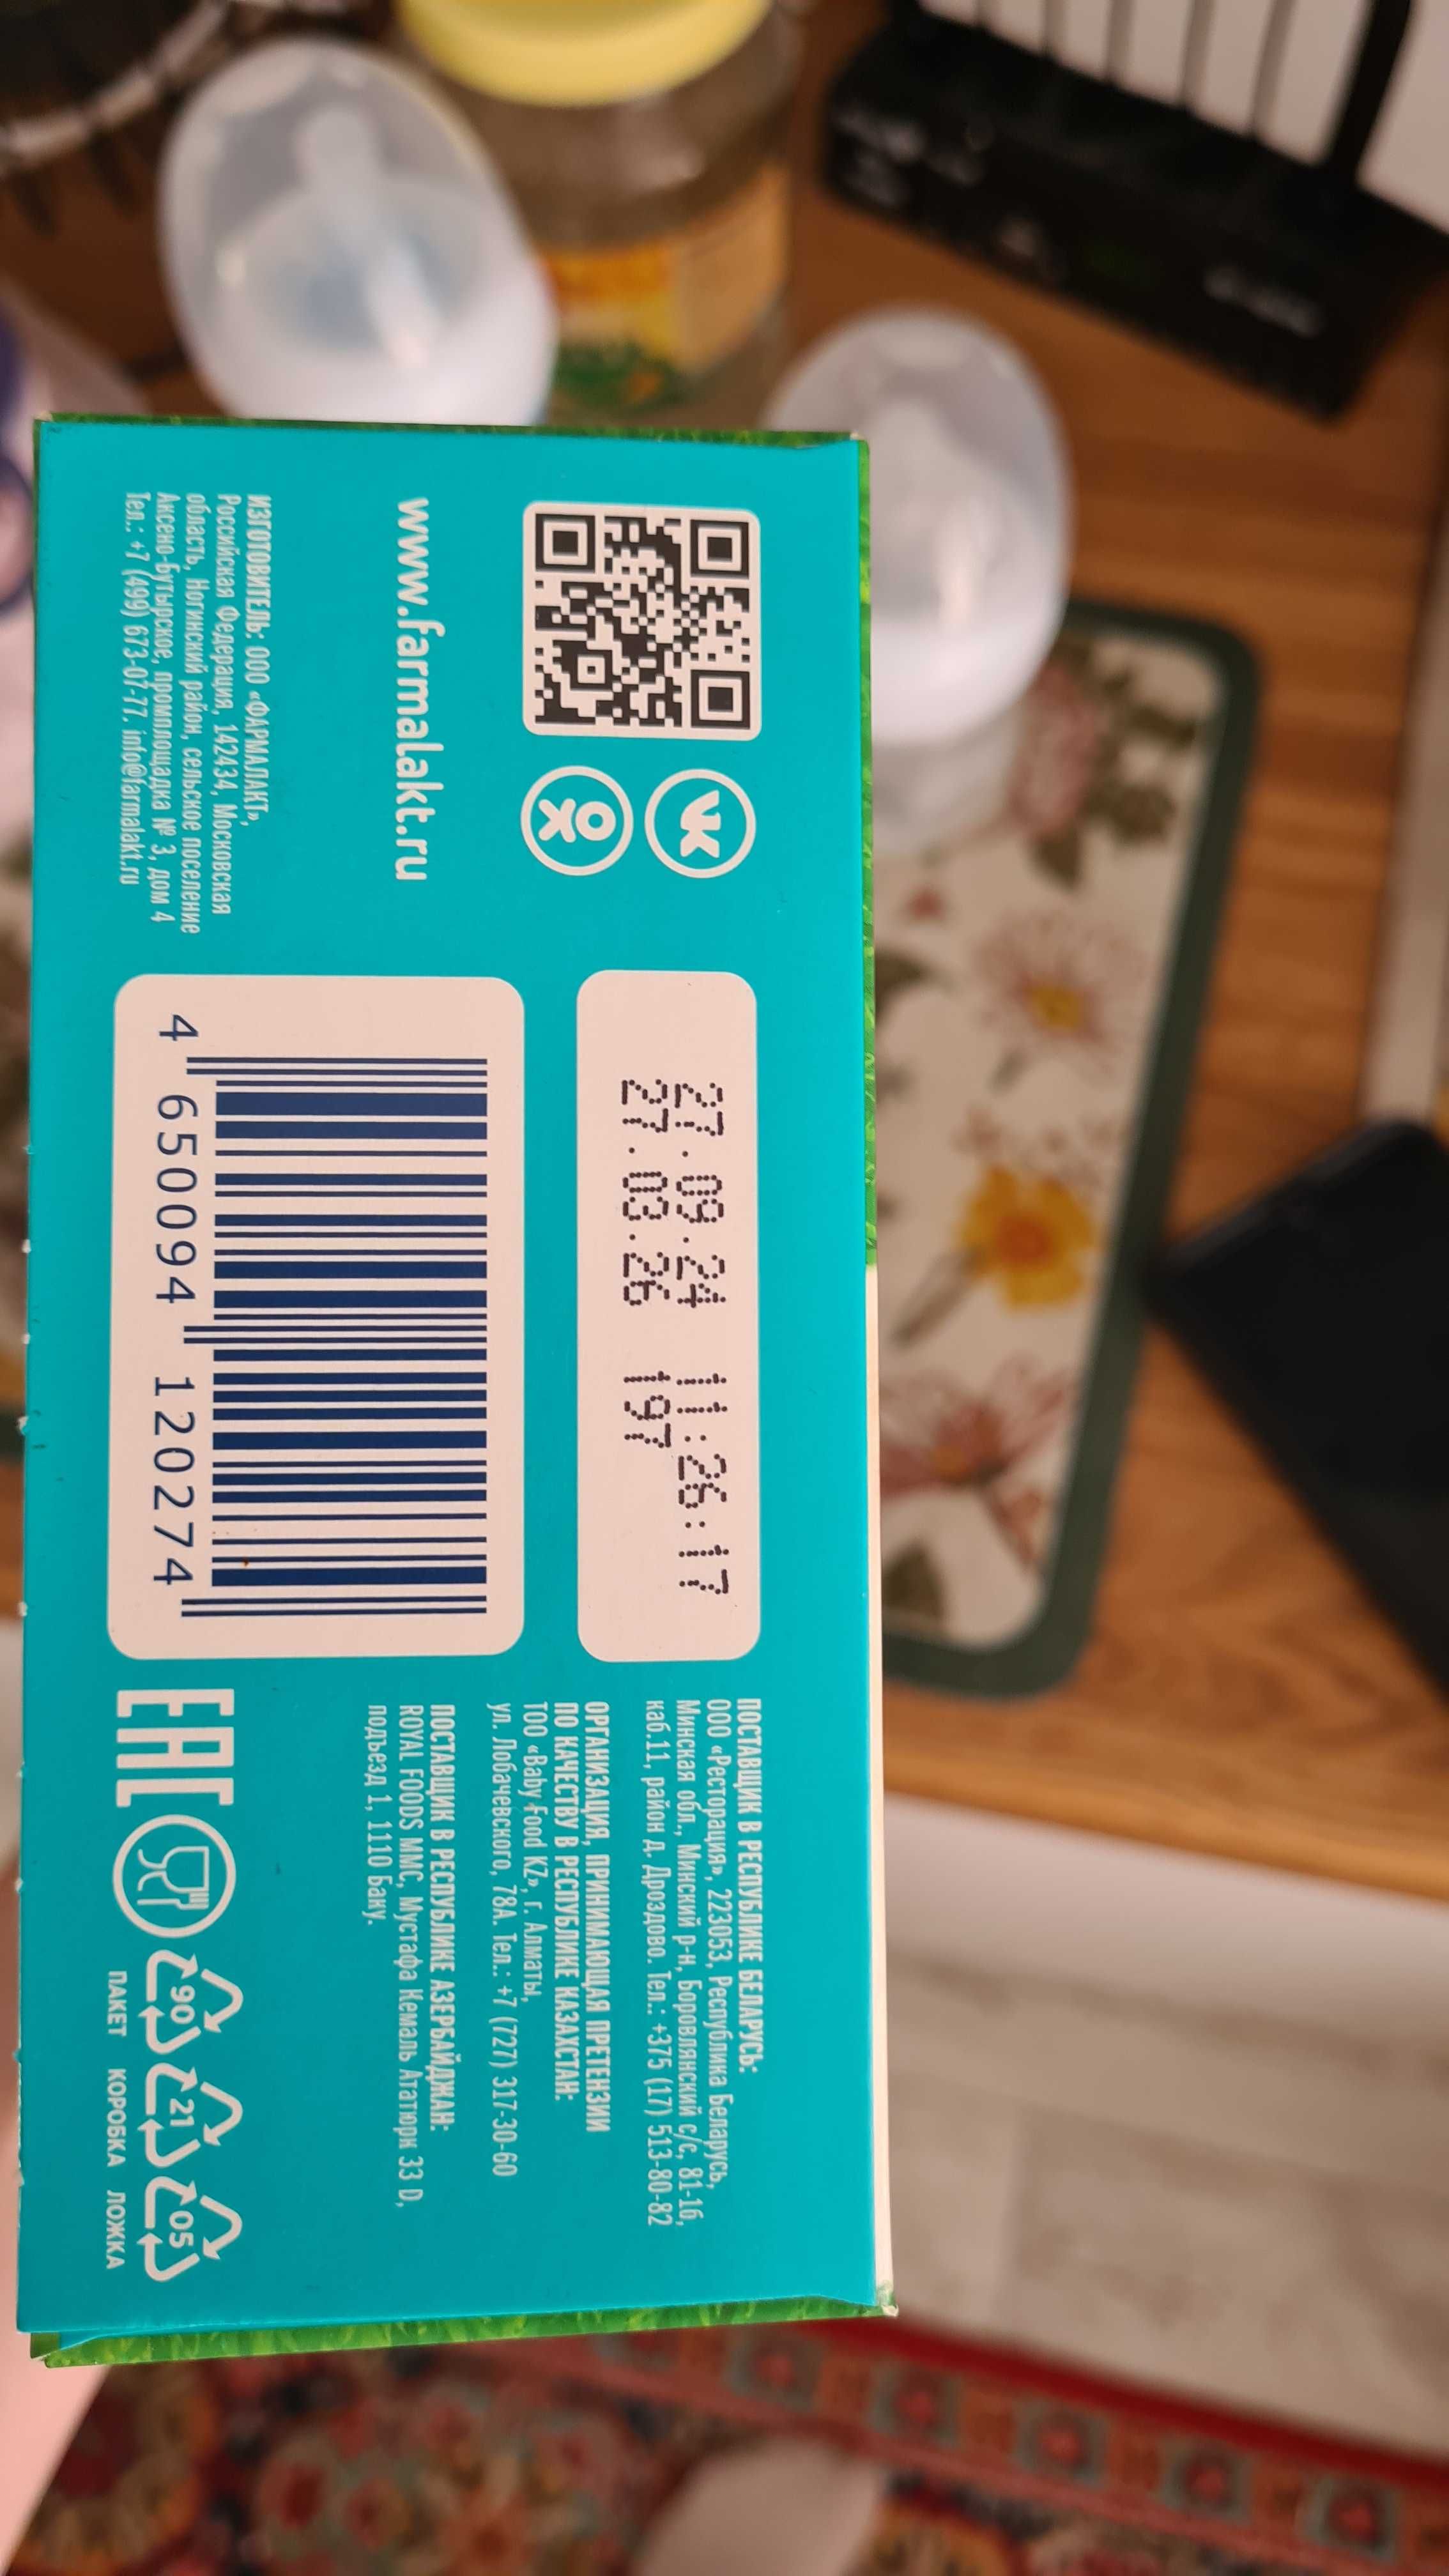 www.farmalakt.ru
ИЗГОТОВИТЕЛЬ: ООО «ФАРМАЛАКТ»,
Российская Федерация, 142434, Московская
область, Ногинский район, сельское поселение
Аксено-Бутырское, промплощадка № 3, дом 4
Тел.: +7 (499) 673-07-77, info@farmalakt.ru
27.09.24 11:26:17
27.03.26 197
4 650094 120274
ПОСТАВЩИК В РЕСПУБЛИКЕ БЕЛАРУСЬ:
ООО «Ресторация», 223053, Республика Беларусь,
Минская обл., Минский р-н, Боровлянский с/с, 81-16,
каб.11, район д. Дроздово. Тел.: +375 (17) 513-80-82
ОРГАНИЗАЦИЯ, ПРИНИМАЮЩАЯ ПРЕТЕНЗИИ
ПО КАЧЕСТВУ В РЕСПУБЛИКЕ КАЗАХСТАН:
ТОО «Baby Food KZ», г. Алматы,
ул. Лобачевского, 78А. Тел.: +7 (727) 317-30-60
ПОСТАВЩИК В РЕСПУБЛИКЕ АЗЕРБАЙДЖАН:
ROYAL FOODS MMC, Мустафа Кемаль Ататюрк 33 D,
подъезд 1, 1110 Баку.
EAC
90 21 05
ПАКЕТ КОРОБКА ЛОЖКА